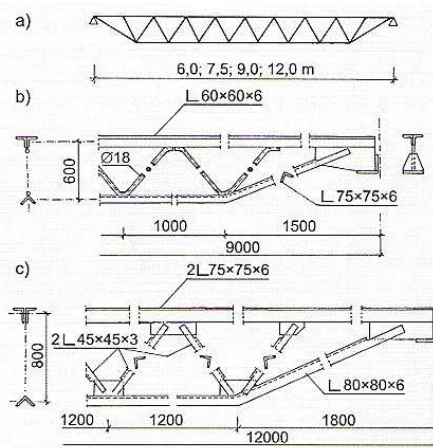 a)
6,0; 7,5; 9,0; 12,0 m
b)
L 60×60×6
Ø18
600
L 75×75×6
1000
1500
9000
c)
2L 75×75×6
2 L 45×45×3
800
L 80×80×6
1200
1200
1800
12000